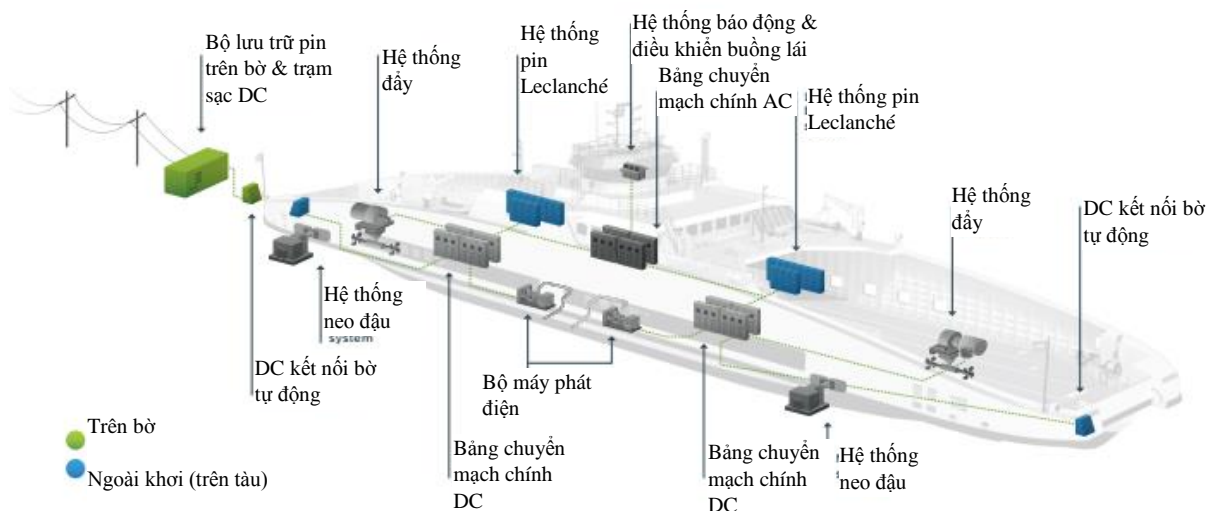 Bộ lưu trữ pin
trên bờ & trạm
sạc DC
Hệ thống
đẩy
Hệ thống
pin
Leclanché
Hệ thống báo động &
điều khiển buồng lái
Bảng chuyển
mạch chính AC
Hệ thống pin
Leclanché
Hệ thống
đẩy
DC kết nối bờ
tự động
Hệ thống
neo đậu
system
DC kết nối bờ
tự động
Bộ máy phát
điện
Bảng chuyển
mạch chính
DC
Bảng chuyển
mạch chính
DC
Hệ thống
neo đậu
Trên bờ
Ngoài khơi (trên tàu)